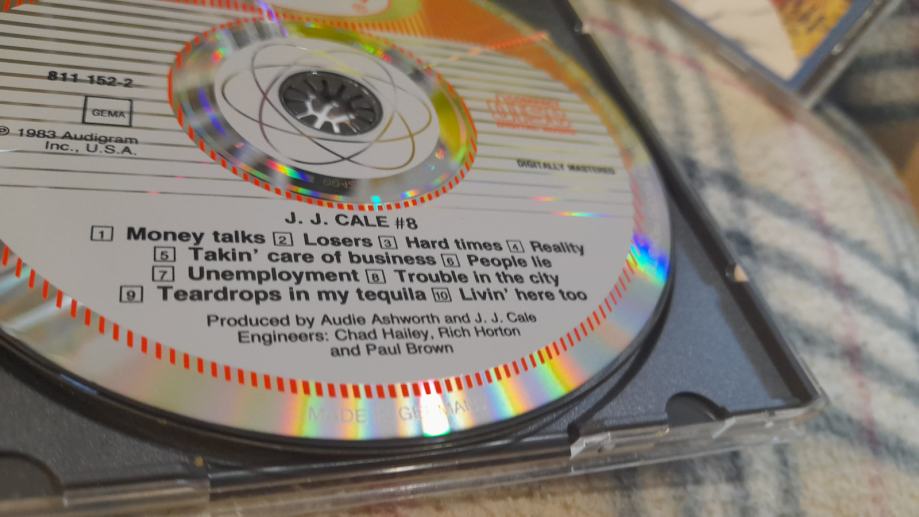 811 152-2
GEMA
℗ 1983 Audigram
Inc., U.S.A.
DIGITALLY MASTERED
J. J. CALE #8
1 Money talks 2 Losers 3 Hard times 4 Reality
5 Takin' care of business 6 People lie
7 Unemployment 8 Trouble in the city
9 Teardrops in my tequila 10 Livin' here too
Produced by Audie Ashworth and J. J. Cale
Engineers: Chad Hailey, Rich Horton
and Paul Brown
MADE IN GERMANY